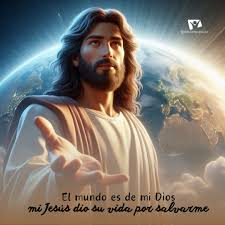 El mundo es de mi Dios
mi Jesús dio su vida por salvarme